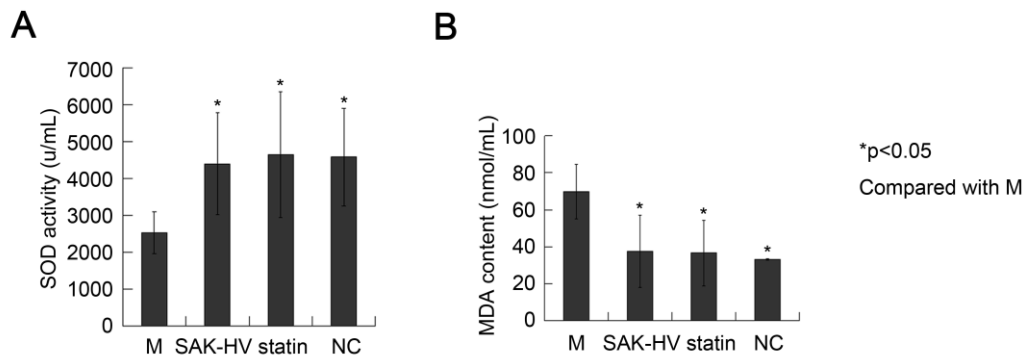 A
SOD activity (u/mL)
7000
6000
5000
4000
3000
2000
1000
0
*
*
*
M SAK-HV statin NC
B
MDA content (nmol/mL)
100
80
60
40
20
0
*
*
*
M SAK-HV statin NC
*p<0.05
Compared with M